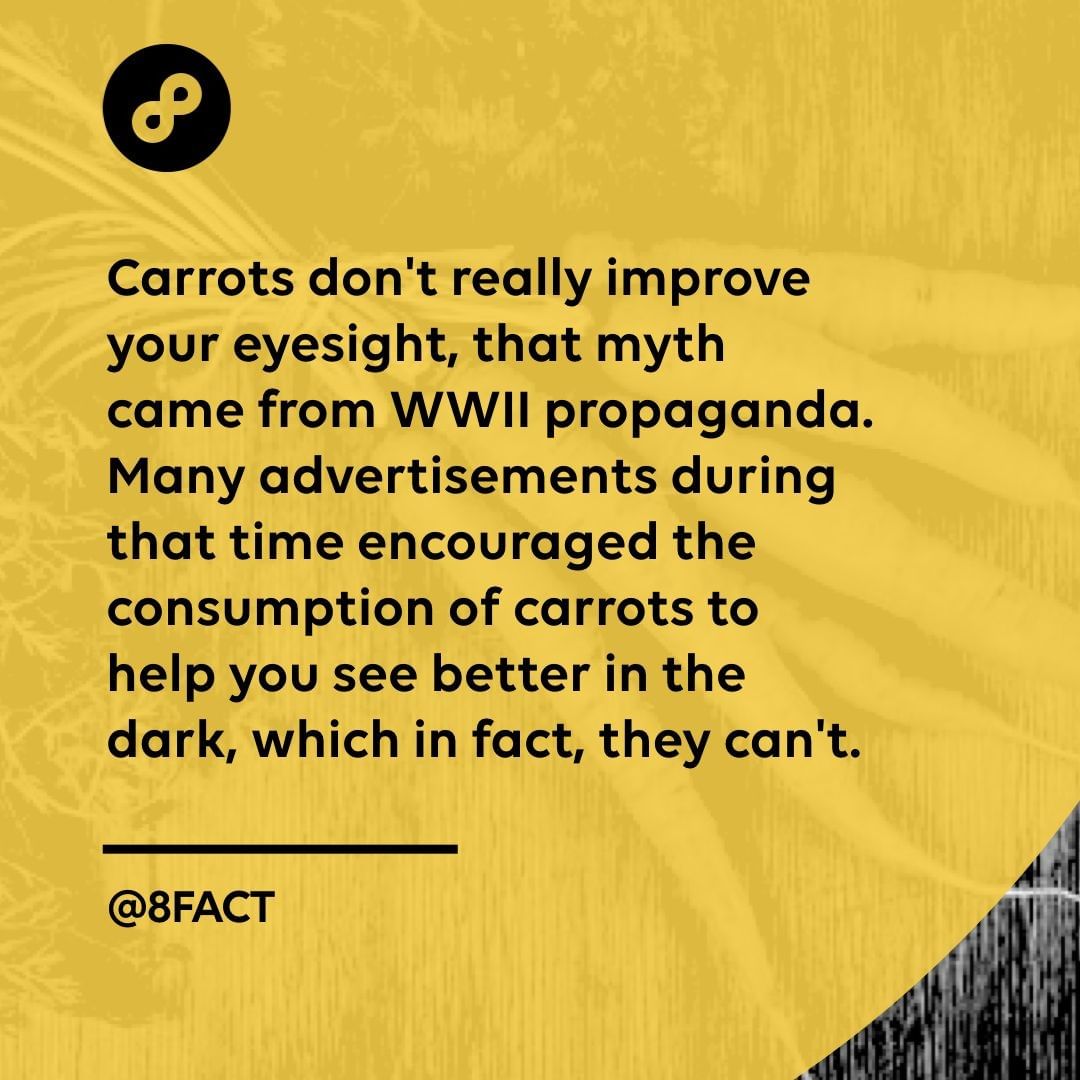 Carrots don't really improve
your eyesight, that myth
came from WWII propaganda.
Many advertisements during
that time encouraged the
consumption of carrots to
help you see better in the
dark, which in fact, they can't.
@8FACT